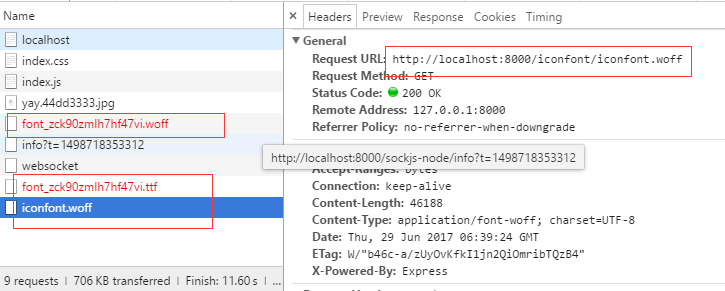 Name
localhost
index.css
index.js
yay.44dd3333.jpg
font_zck90zmlh7hf47vi.woff
info?t=1498718353312
websocket
font_zck90zmlh7hf47vi.ttf
iconfont.woff
9 requests | 706 KB transferred | Finish: 11.60 s | ...
× Headers Preview Response Cookies Timing
▼ General
Request URL: http://localhost:8000/iconfont/iconfont.woff
Request Method: GET
Status Code: 200 OK
Remote Address: 127.0.0.1:8000
Referrer Policy: no-referrer-when-downgrade
http://localhost:8000/sockjs-node/info?t=1498718353312
Accept-Ranges: bytes
Connection: keep-alive
Content-Length: 46188
Content-Type: application/font-woff; charset=UTF-8
Date: Thu, 29 Jun 2017 06:39:24 GMT
ETag: W/"b46c-a/zUyOvKfkI1jn2QiOmribTQzB4"
X-Powered-By: Express